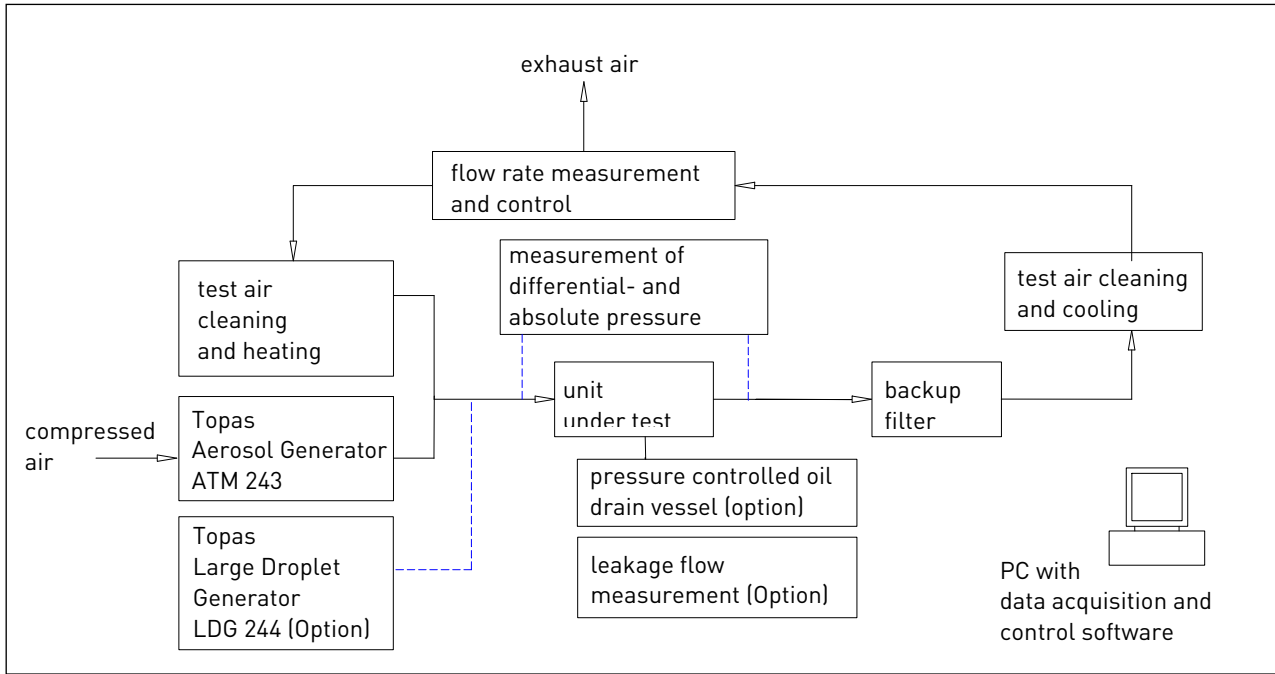 exhaust air
flow rate measurement
and control
test air
cleaning
and heating
measurement of
differential- and
absolute pressure
test air cleaning
and cooling
compressed
air
Topas
Aerosol Generator
ATM 243
unit
under test
backup
filter
Topas
Large Droplet
Generator
LDG 244 (Option)
pressure controlled oil
drain vessel (option)
leakage flow
measurement (Option)
PC with
data acquisition and
control software